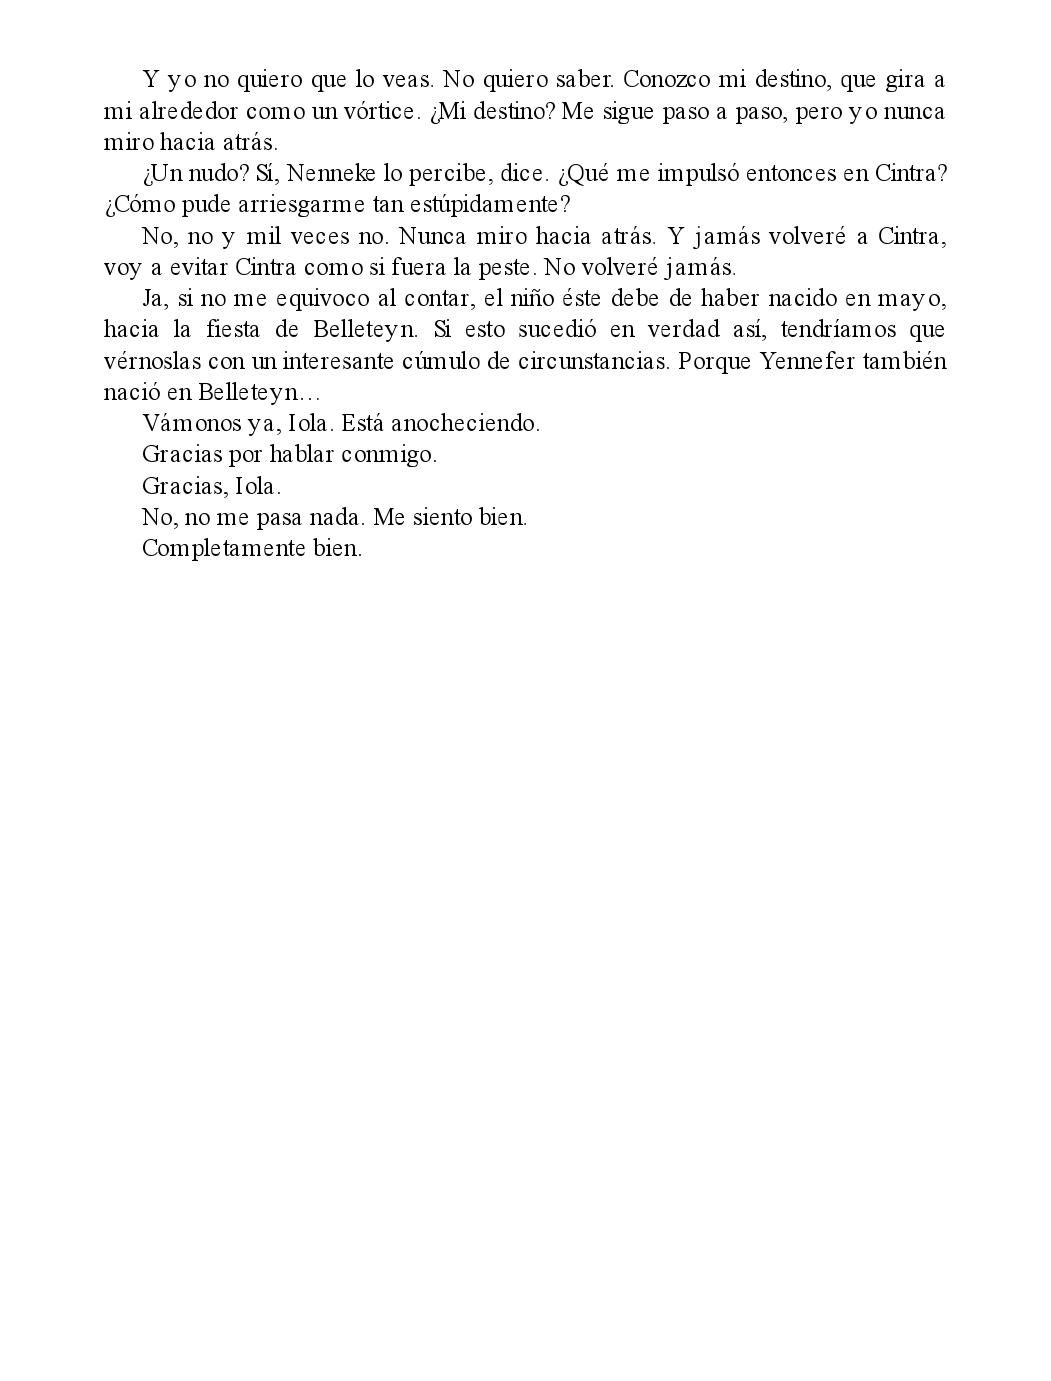 Y yo no quiero que lo veas. No quiero saber. Conozco mi destino, que gira a
mi alrededor como un vórtice. ¿Mi destino? Me sigue paso a paso, pero yo nunca
miro hacia atrás.
¿Un nudo? Sí, Nenneke lo percibe, dice. ¿Qué me impulsó entonces en Cintra?
¿Cómo pude arriesgarme tan estúpidamente?
No, no y mil veces no. Nunca miro hacia atrás. Y jamás volveré a Cintra,
voy a evitar Cintra como si fuera la peste. No volveré jamás.
Ja, si no me equivoco al contar, el niño éste debe de haber nacido en mayo,
hacia la fiesta de Belleteyn. Si esto sucedió en verdad así, tendríamos que
vérnoslas con un interesante cúmulo de circunstancias. Porque Yennefer también
nació en Belleteyn…
Vámonos ya, Iola. Está anocheciendo.
Gracias por hablar conmigo.
Gracias, Iola.
No, no me pasa nada. Me siento bien.
Completamente bien.